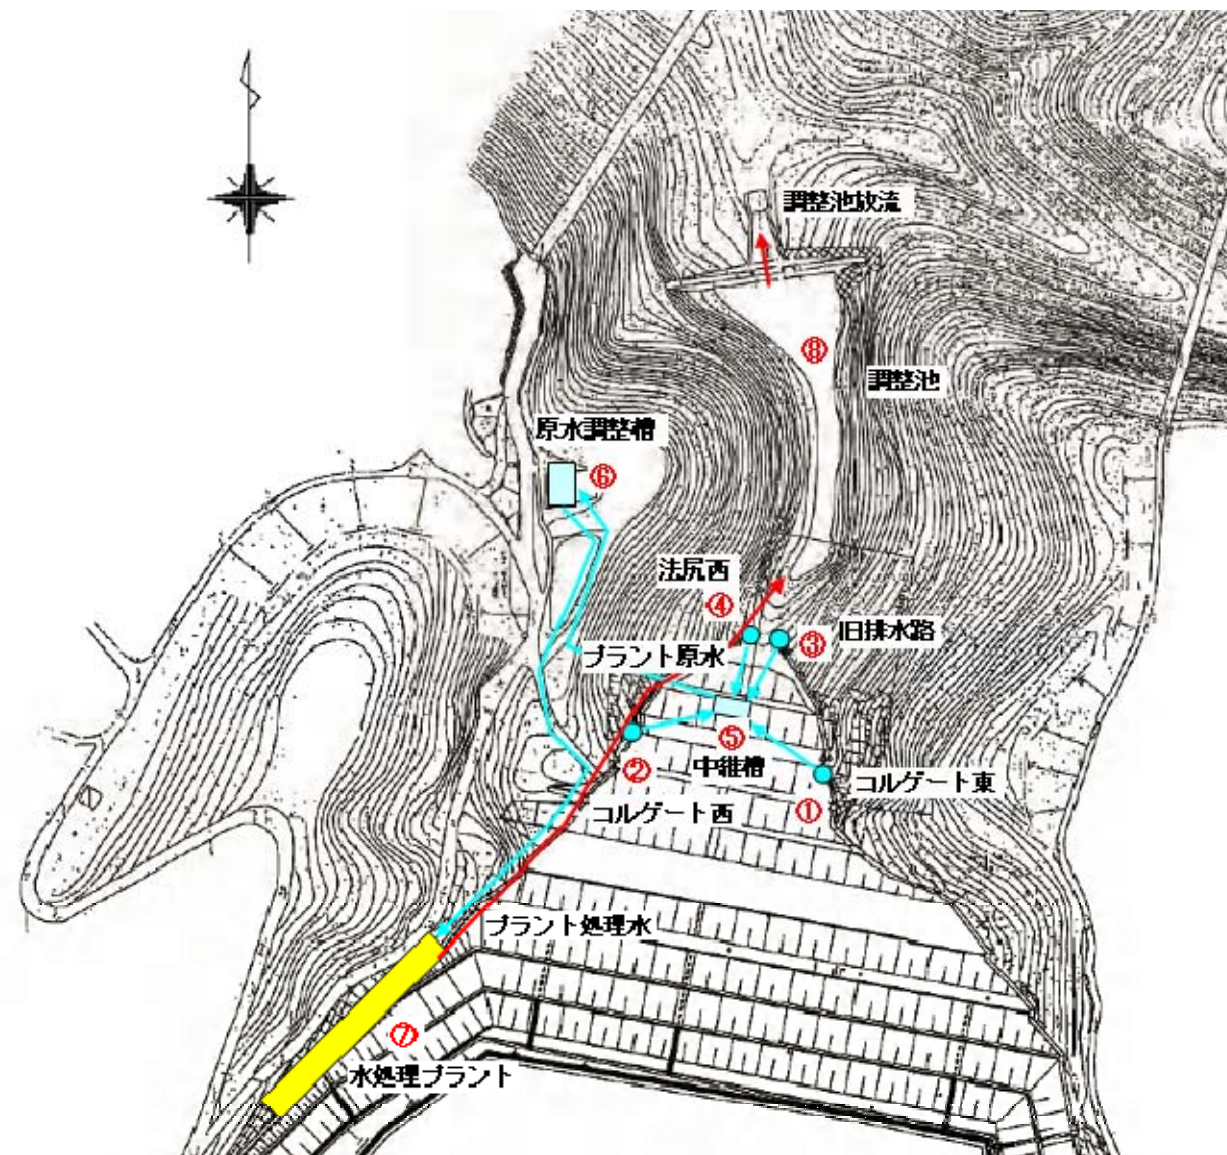 調整池放流
⑧
調整池
原水調整槽
⑥
法尻西
④
旧排水路
③
プラント原水
⑤
中継槽
②
コルゲート東
①
コルゲート西
プラント処理水
⑦
水処理プラント